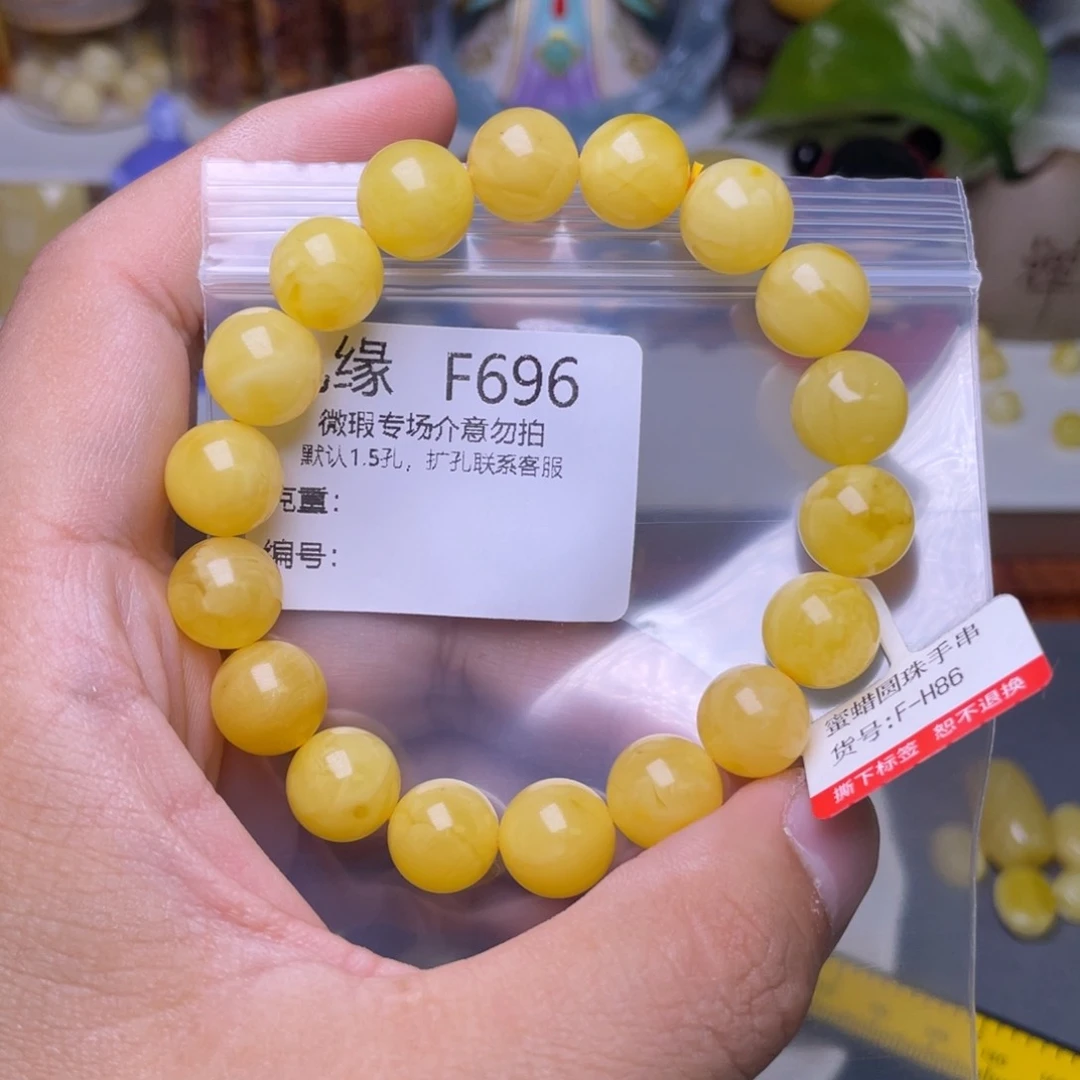 缘 F696
微瑕专场介意勿拍
默认1.5孔，扩孔联系客服
克重：
编号：
蜜蜡圆珠手串
货号：F-H86
撕下标签 恕不退换